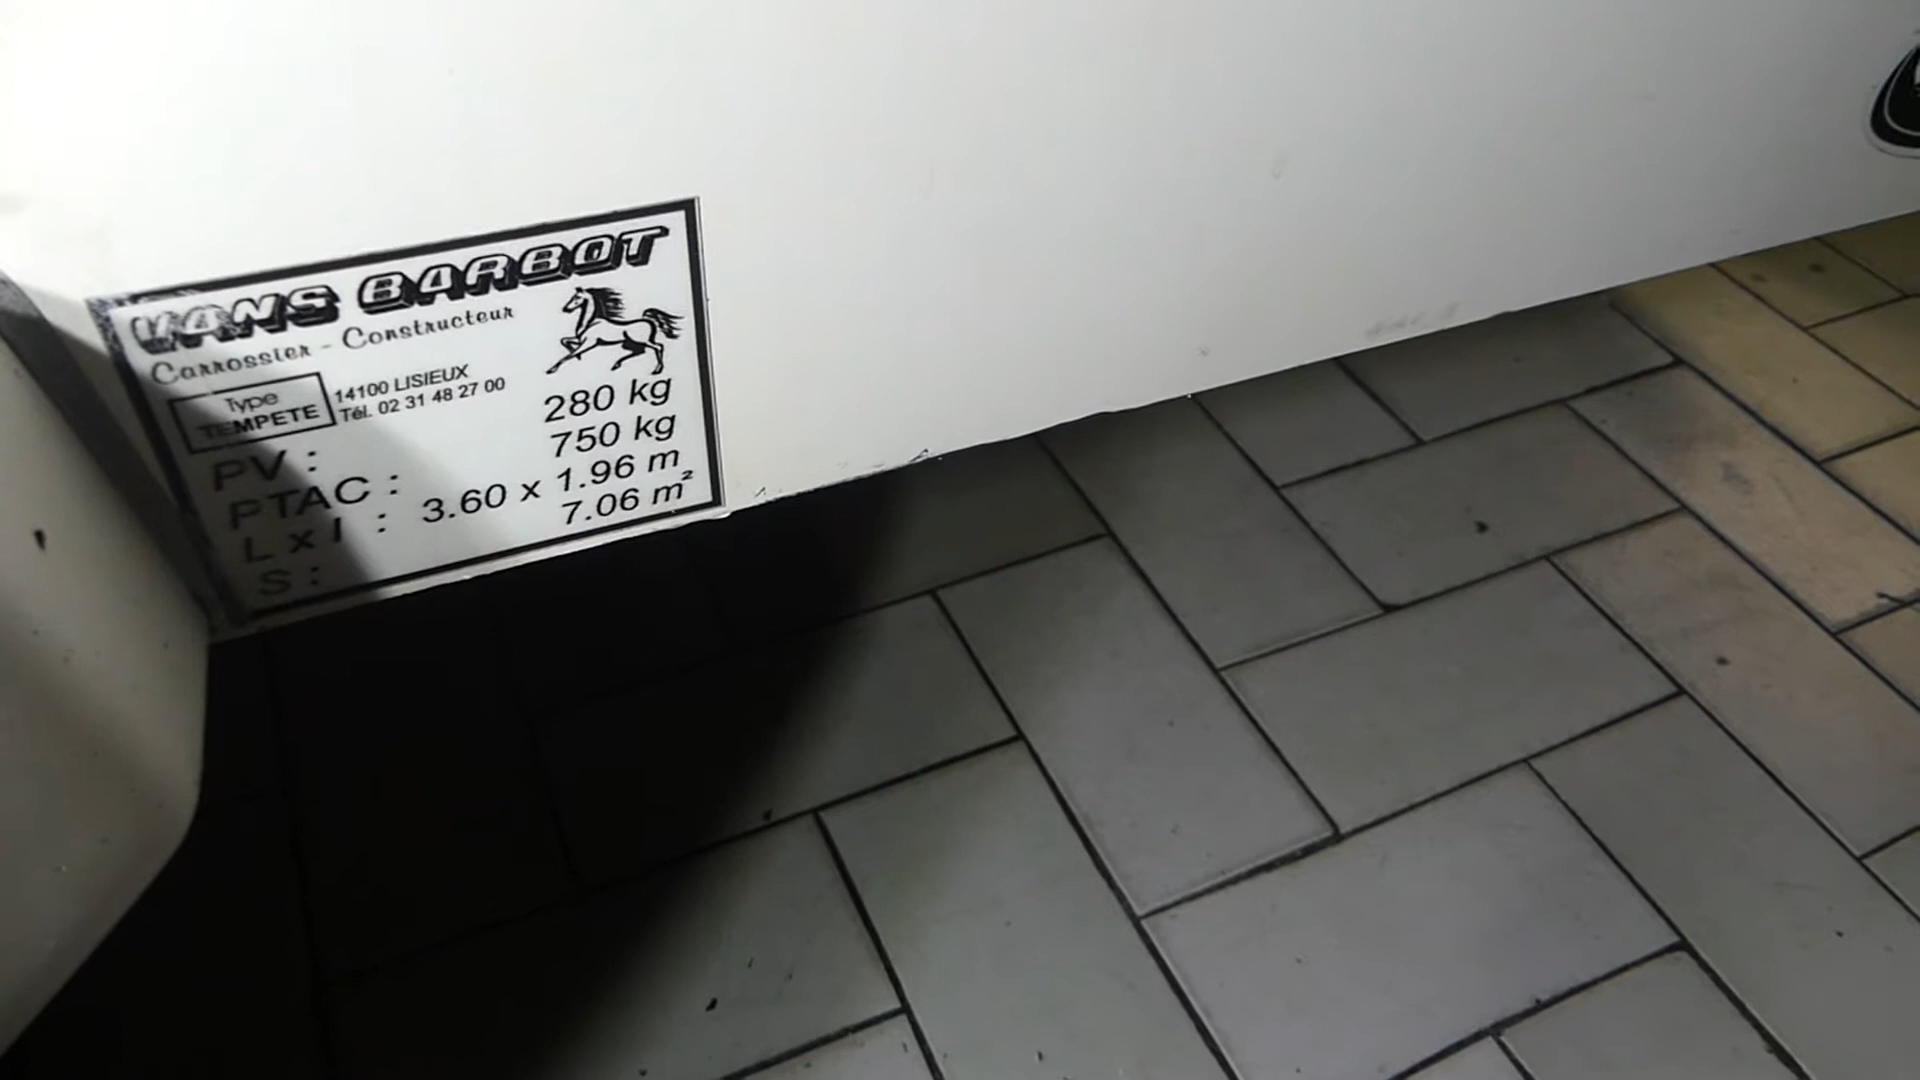 VANS BARBOT
Carrossier - Constructeur
Type
TEMPETE
14100 LISIEUX
Tél. 02 31 48 27 00
PV : 280 kg
PTAC : 750 kg
L x l : 3.60 x 1.96 m
S : 7.06 m²